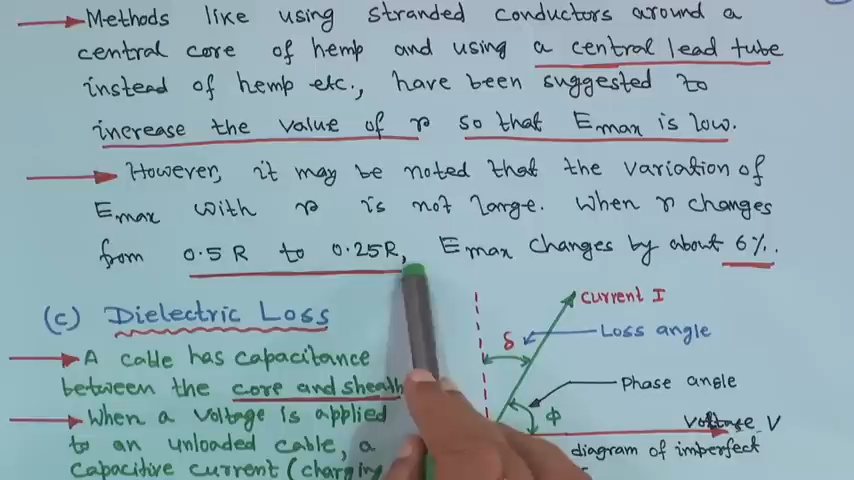 Methods like using stranded conductors around a
central core of hemp and using a central lead tube
instead of hemp etc., have been suggested to
increase the value of r so that Emax is low.
However, it may be noted that the variation of
Emax with r is not large. When r changes
from 0.5 R to 0.25R, Emax changes by about 6%.
(c) Dielectric Loss
A cable has capacitance
between the core and sheath
When a voltage is applied
to an unloaded cable, a
capacitive current (charging
current I
δ
Loss angle
Phase angle
ϕ
Voltage V
diagram of imperfect